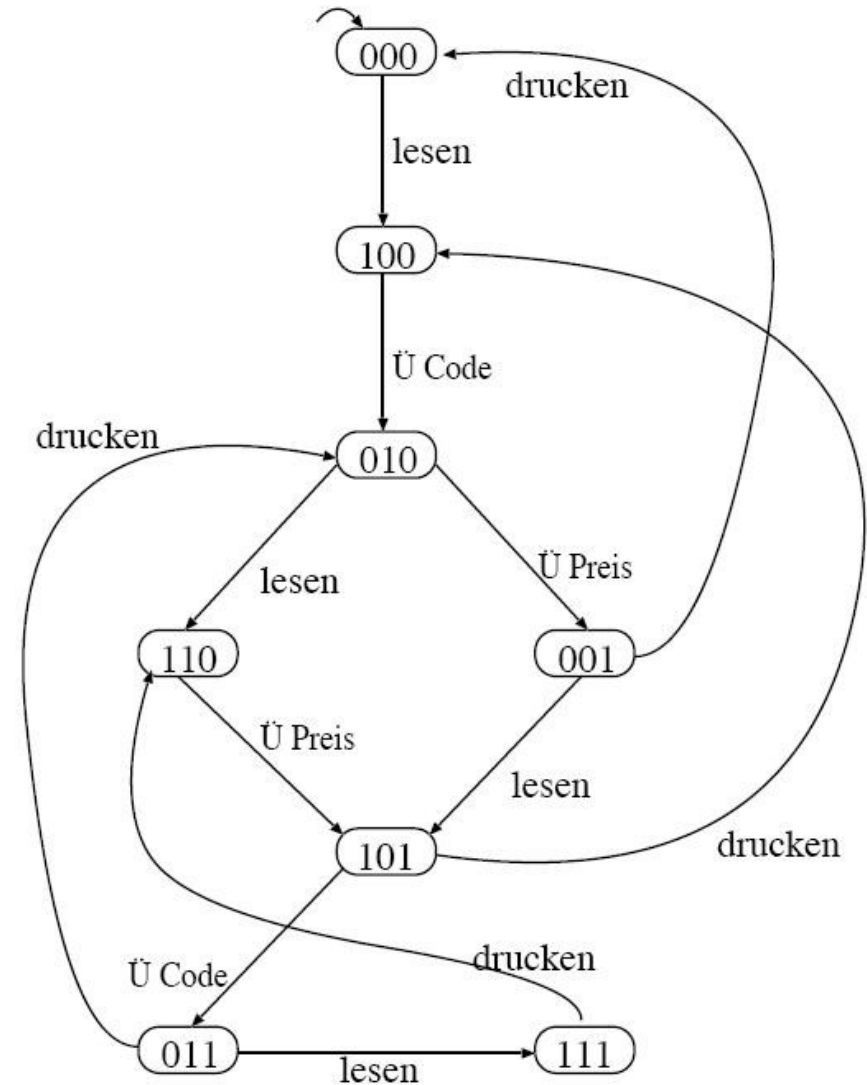 000
drucken
lesen
100
Ü Code
drucken
010
Ü Preis
lesen
110
001
Ü Preis
lesen
drucken
101
drucken
Ü Code
011
111
lesen